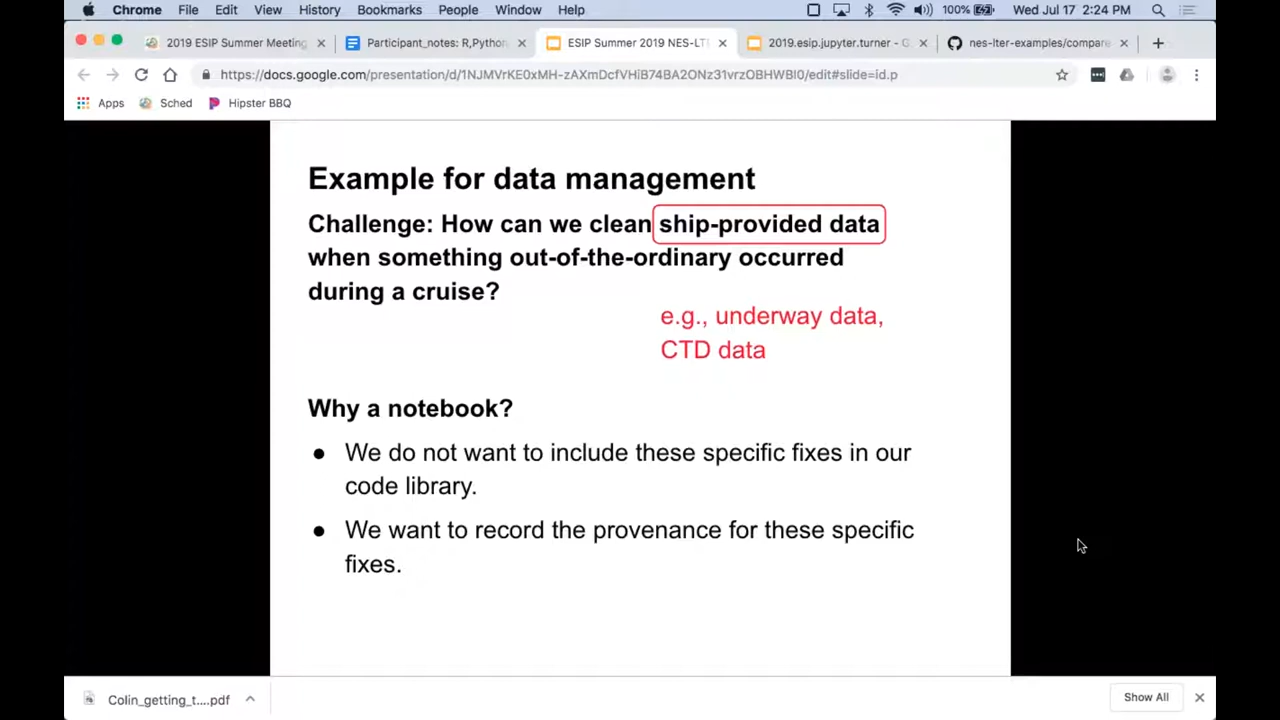 Chrome File Edit View History Bookmarks People Window Help 100% Wed Jul 17 2:24 PM
2019 ESIP Summer Meeting Participant_notes: R,Python ESIP Summer 2019 NES-LT 2019.esip.jupyter.turner - G nes-lter-examples/compare
https://docs.google.com/presentation/d/1NJMVrKE0xMH-zAXmDcfVHiB74BA2ONz31vrzOBHWBI0/edit#slide=id.p
Apps Sched Hipster BBQ
Example for data management
Challenge: How can we clean ship-provided data
when something out-of-the-ordinary occurred
during a cruise?
e.g., underway data,
CTD data
Why a notebook?
● We do not want to include these specific fixes in our
code library.
● We want to record the provenance for these specific
fixes.
Colin_getting_t....pdf Show All